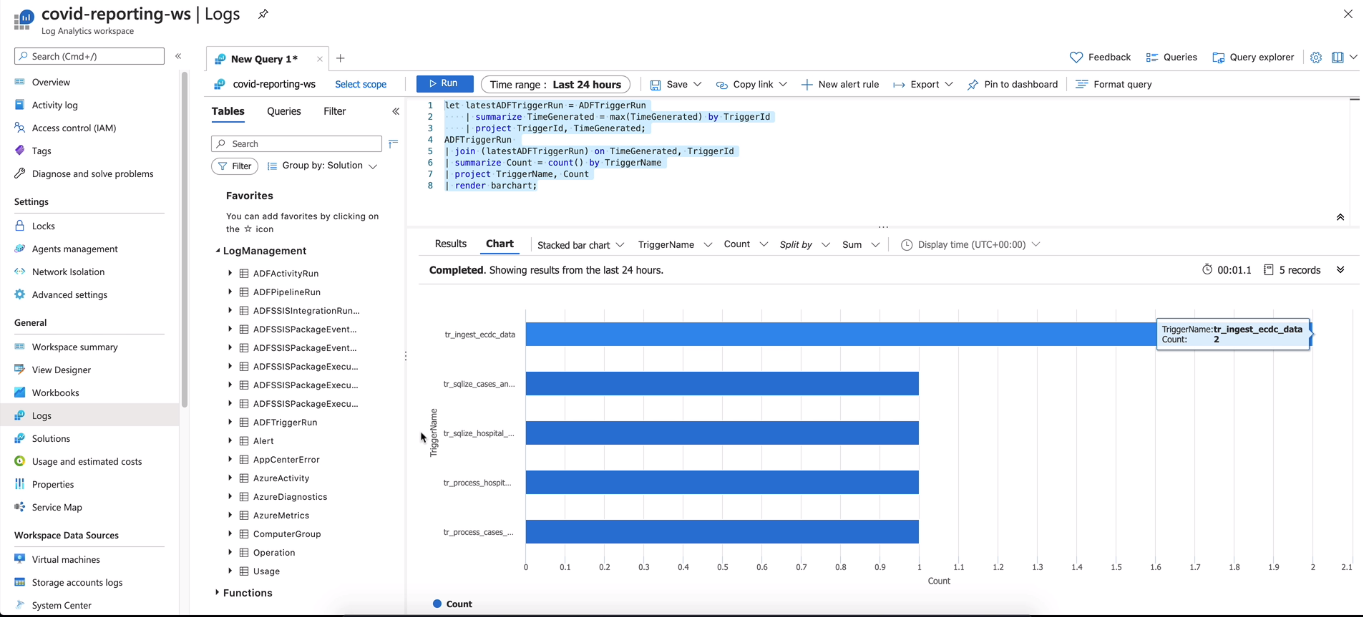 covid-reporting-ws | Logs
Log Analytics workspace
Search (Cmd+/)
«
Overview
Activity log
Access control (IAM)
Tags
Diagnose and solve problems
Settings
Locks
Agents management
Network Isolation
Advanced settings
General
Workspace summary
View Designer
Workbooks
Logs
Solutions
Usage and estimated costs
Properties
Service Map
Workspace Data Sources
Virtual machines
Storage accounts logs
System Center
New Query 1*
Feedback
Queries
Query explorer
covid-reporting-ws
Select scope
Run
Time range : Last 24 hours
Save
Copy link
New alert rule
Export
Pin to dashboard
Format query
Tables
Queries
Filter
«
Search
Filter
Group by: Solution
Favorites
You can add favorites by clicking on
the ☆ icon
LogManagement
ADFActivityRun
ADFPipelineRun
ADFSSISIntegrationRun...
ADFSSISPackageEvent...
ADFSSISPackageEvent...
ADFSSISPackageExecu...
ADFSSISPackageExecu...
ADFSSISPackageExecu...
ADFTriggerRun
Alert
AppCenterError
AzureActivity
AzureDiagnostics
AzureMetrics
ComputerGroup
Operation
Usage
Functions
1 let latestADFTriggerRun = ADFTriggerRun
2 | summarize TimeGenerated = max(TimeGenerated) by TriggerId
3 | project TriggerId, TimeGenerated;
4 ADFTriggerRun
5 | join (latestADFTriggerRun) on TimeGenerated, TriggerId
6 | summarize Count = count() by TriggerName
7 | project TriggerName, Count
8 | render barchart;
Results
Chart
Stacked bar chart
TriggerName
Count
Split by
Sum
Display time (UTC+00:00)
Completed. Showing results from the last 24 hours.
00:01.1
5 records
TriggerName
tr_ingest_ecdc_data
tr_sqlize_cases_an...
tr_sqlize_hospital_...
tr_process_hospit...
tr_process_cases_...
TriggerName:tr_ingest_ecdc_data
Count: 2
0 0.1 0.2 0.3 0.4 0.5 0.6 0.7 0.8 0.9 1 1.1 1.2 1.3 1.4 1.5 1.6 1.7 1.8 1.9 2 2.1
Count
Count